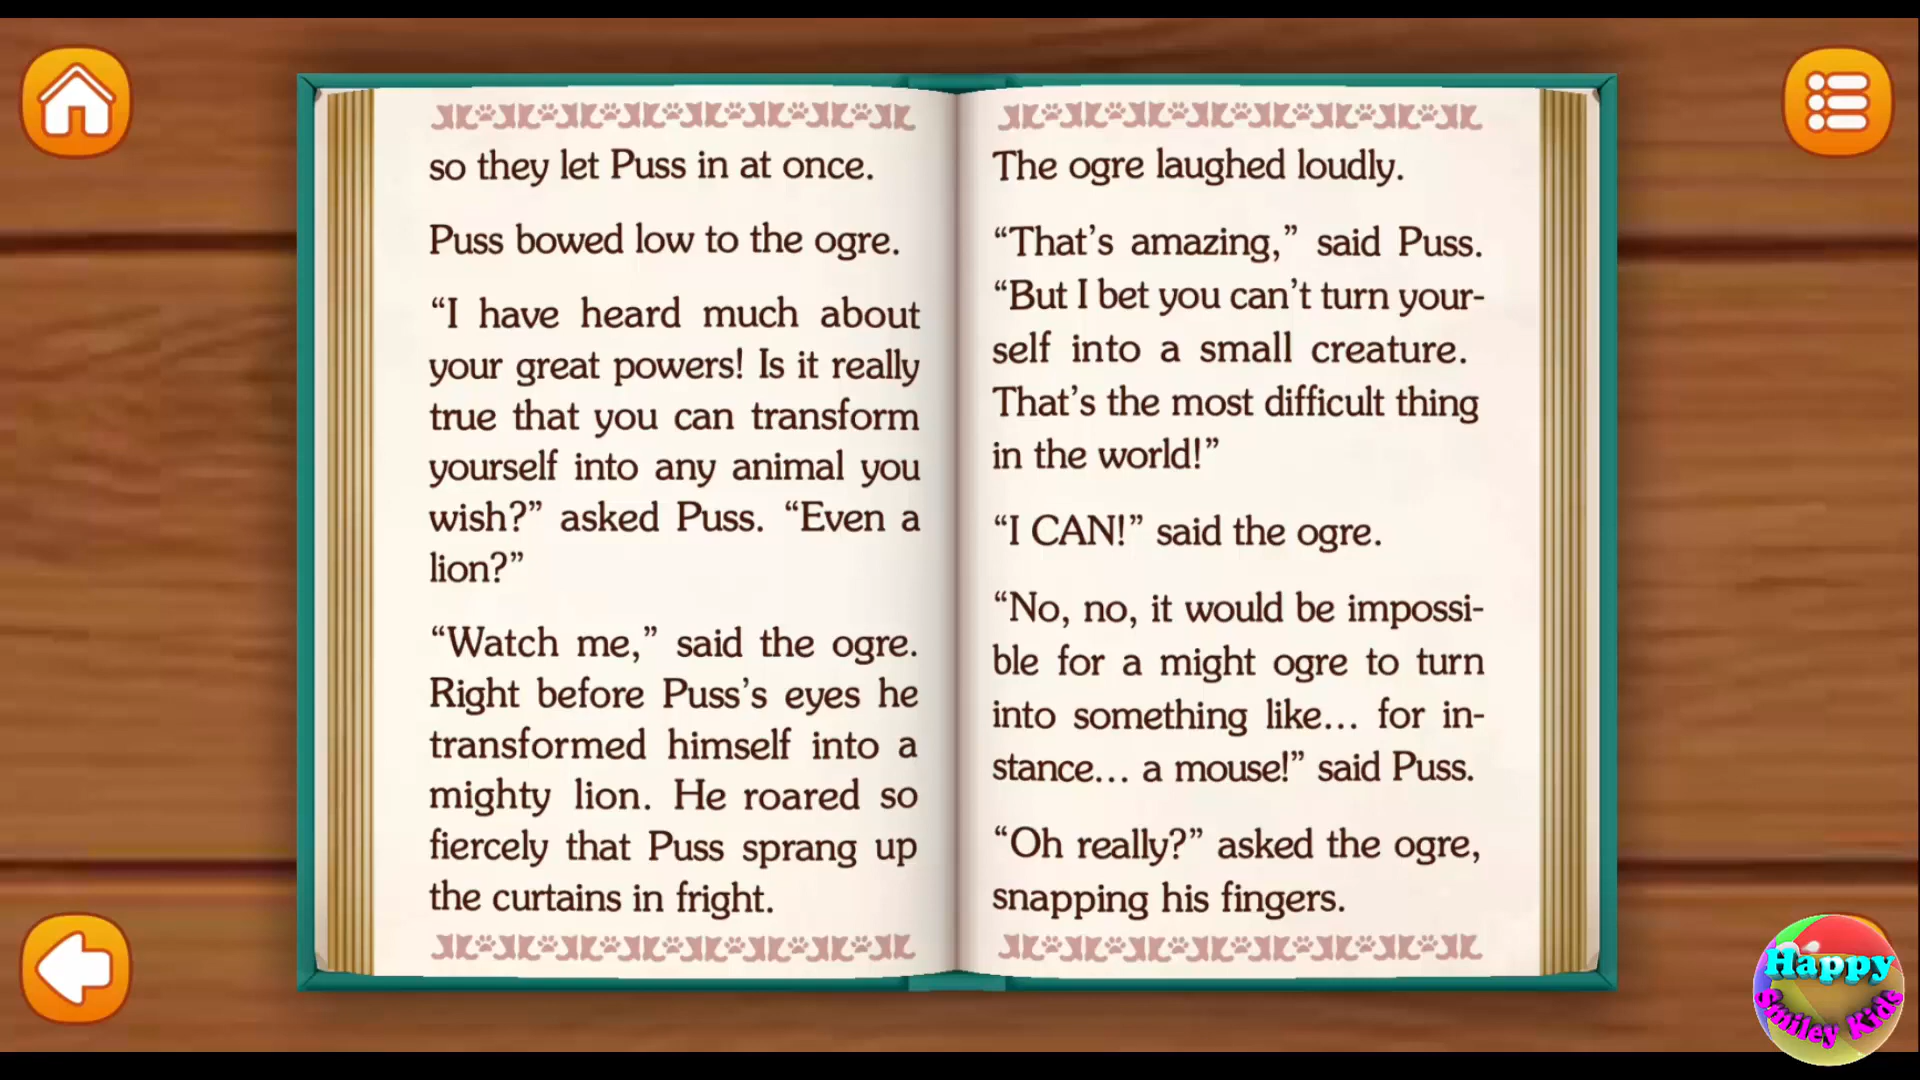 so they let Puss in at once.
Puss bowed low to the ogre.
“I have heard much about
your great powers! Is it really
true that you can transform
yourself into any animal you
wish?” asked Puss. “Even a
lion?”
“Watch me,” said the ogre.
Right before Puss’s eyes he
transformed himself into a
mighty lion. He roared so
fiercely that Puss sprang up
the curtains in fright.
The ogre laughed loudly.
“That’s amazing,” said Puss.
“But I bet you can’t turn your-
self into a small creature.
That’s the most difficult thing
in the world!”
“I CAN!” said the ogre.
“No, no, it would be impossi-
ble for a might ogre to turn
into something like... for in-
stance... a mouse!” said Puss.
“Oh really?” asked the ogre,
snapping his fingers.
Happy
Smiley Kids